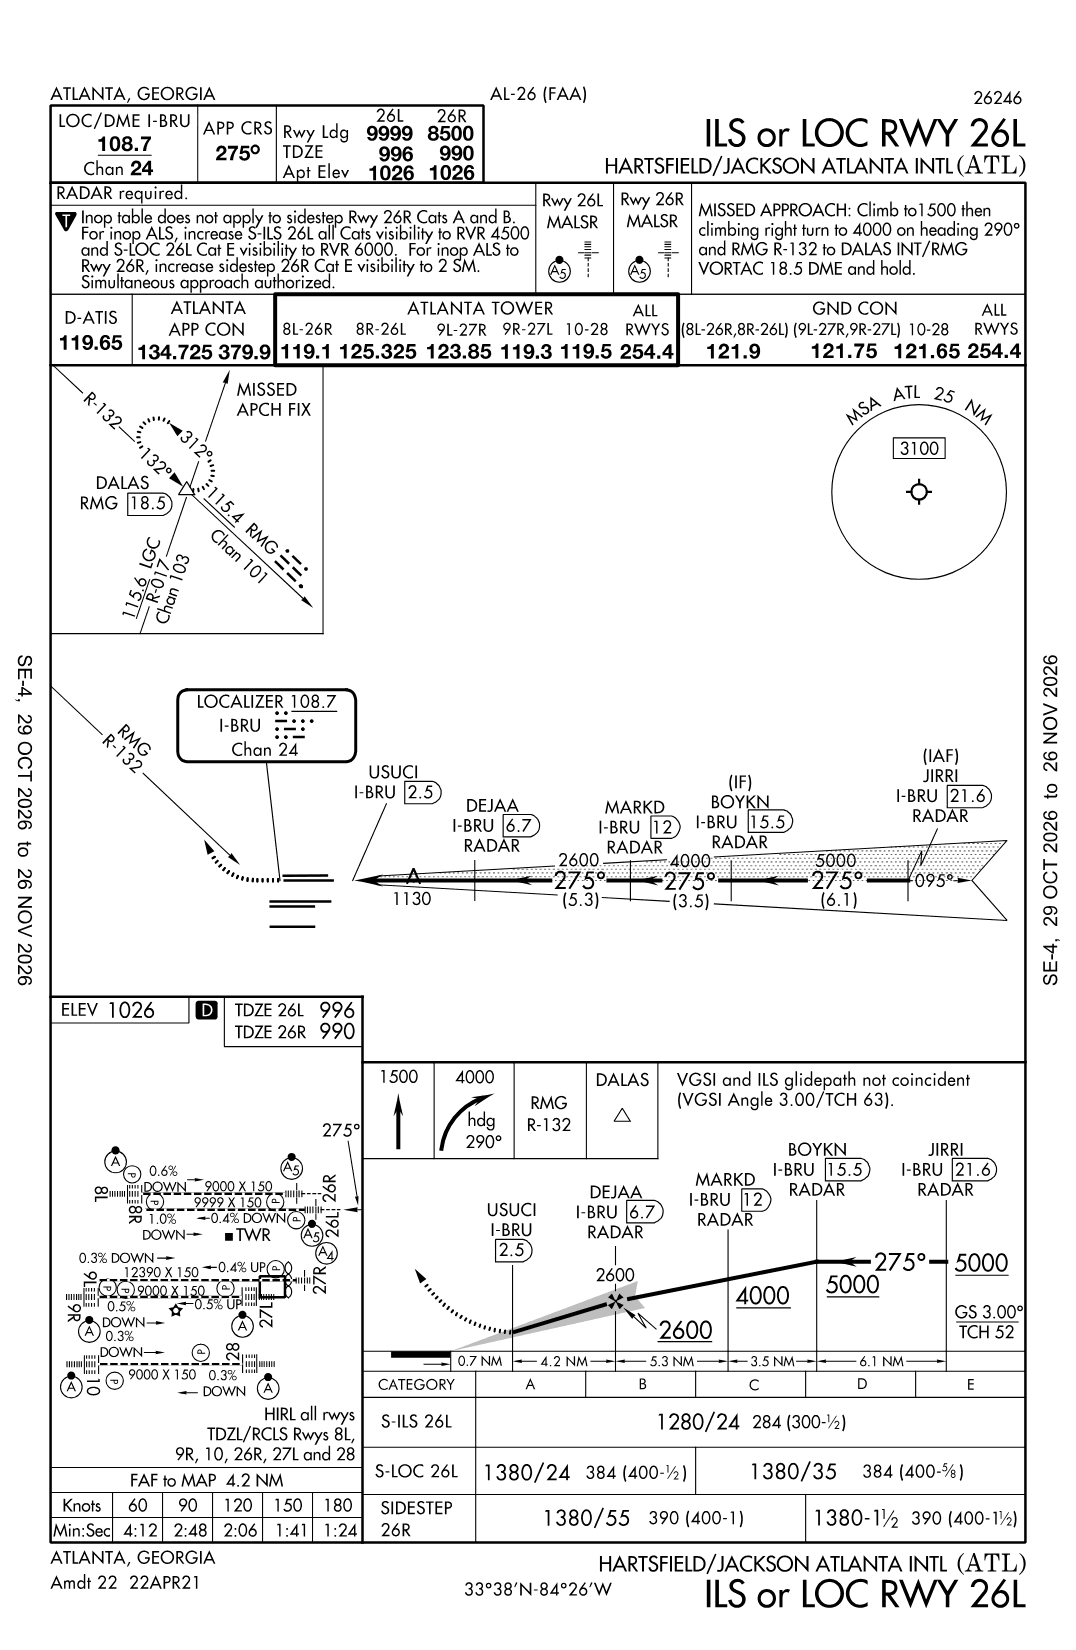 ATLANTA, GEORGIA
AL-26 (FAA)
26246
LOC/DME I-BRU
108.7
Chan 24
APP CRS
275°
26L 26R
Rwy Ldg 9999 8500
TDZE 996 990
Apt Elev 1026 1026
ILS or LOC RWY 26L
HARTSFIELD/JACKSON ATLANTA INTL (ATL)
RADAR required.
T
Inop table does not apply to sidestep Rwy 26R Cats A and B.
For inop ALS, increase S-ILS 26L all Cats visibility to RVR 4500
and S-LOC 26L Cat E visibility to RVR 6000. For inop ALS to
Rwy 26R, increase sidestep 26R Cat E visibility to 2 SM.
Simultaneous approach authorized.
Rwy 26L
MALSR
A5
Rwy 26R
MALSR
A5
MISSED APPROACH: Climb to1500 then
climbing right turn to 4000 on heading 290°
and RMG R-132 to DALAS INT/RMG
VORTAC 18.5 DME and hold.
D-ATIS
119.65
ATLANTA
APP CON
134.725 379.9
ATLANTA TOWER
8L-26R 8R-26L 9L-27R 9R-27L 10-28 ALL RWYS
119.1 125.325 123.85 119.3 119.5 254.4
GND CON
(8L-26R,8R-26L) (9L-27R,9R-27L) 10-28 ALL RWYS
121.9 121.75 121.65 254.4
MISSED
APCH FIX
R-132
312°
132°
DALAS
RMG 18.5
115.4 RMG
Chan 101
115.6 LGC
R-017
Chan 103
MSA ATL 25 NM
3100
SE-4, 29 OCT 2026 to 26 NOV 2026
SE-4, 29 OCT 2026 to 26 NOV 2026
LOCALIZER 108.7
I-BRU
Chan 24
RMG
R-132
USUCI
I-BRU 2.5
DEJAA
I-BRU 6.7
RADAR
MARKD
I-BRU 12
RADAR
(IF)
BOYKN
I-BRU 15.5
RADAR
(IAF)
JIRRI
I-BRU 21.6
RADAR
2600 4000 5000
275° 275° 275° 095°
1130 (5.3) (3.5) (6.1)
ELEV 1026
D
TDZE 26L 996
TDZE 26R 990
275°
A
P
0.6%
DOWN
9000 X 150
A5
26R
8L
8R
P
9999 X 150
P
1.0%
DOWN
0.4% DOWN
P
26L
A5
TWR
A4
0.3% DOWN
0.4% UP
P
27R
9L
12390 X 150
P
P
9000 X 150
P
9R
0.5%
DOWN
0.5% UP
27L
A
A
0.3%
DOWN
P
28
9000 X 150
0.3%
DOWN
A
10
P
A
HIRL all rwys
TDZL/RCLS Rwys 8L,
9R, 10, 26R, 27L and 28
FAF to MAP 4.2 NM
Knots 60 90 120 150 180
Min:Sec 4:12 2:48 2:06 1:41 1:24
1500
4000
hdg
290°
RMG
R-132
DALAS
VGSI and ILS glidepath not coincident
(VGSI Angle 3.00/TCH 63).
USUCI
I-BRU
2.5
DEJAA
I-BRU 6.7
RADAR
MARKD
I-BRU 12
RADAR
BOYKN
I-BRU 15.5
RADAR
JIRRI
I-BRU 21.6
RADAR
2600
2600
4000
5000
275°
5000
GS 3.00°
TCH 52
0.7 NM 4.2 NM 5.3 NM 3.5 NM 6.1 NM
CATEGORY A B C D E
S-ILS 26L 1280/24 284 (300-½)
S-LOC 26L 1380/24 384 (400-½) 1380/35 384 (400-⅝)
SIDESTEP
26R
1380/55 390 (400-1) 1380-1½ 390 (400-1½)
ATLANTA, GEORGIA
Amdt 22 22APR21
33°38'N-84°26'W
HARTSFIELD/JACKSON ATLANTA INTL (ATL)
ILS or LOC RWY 26L